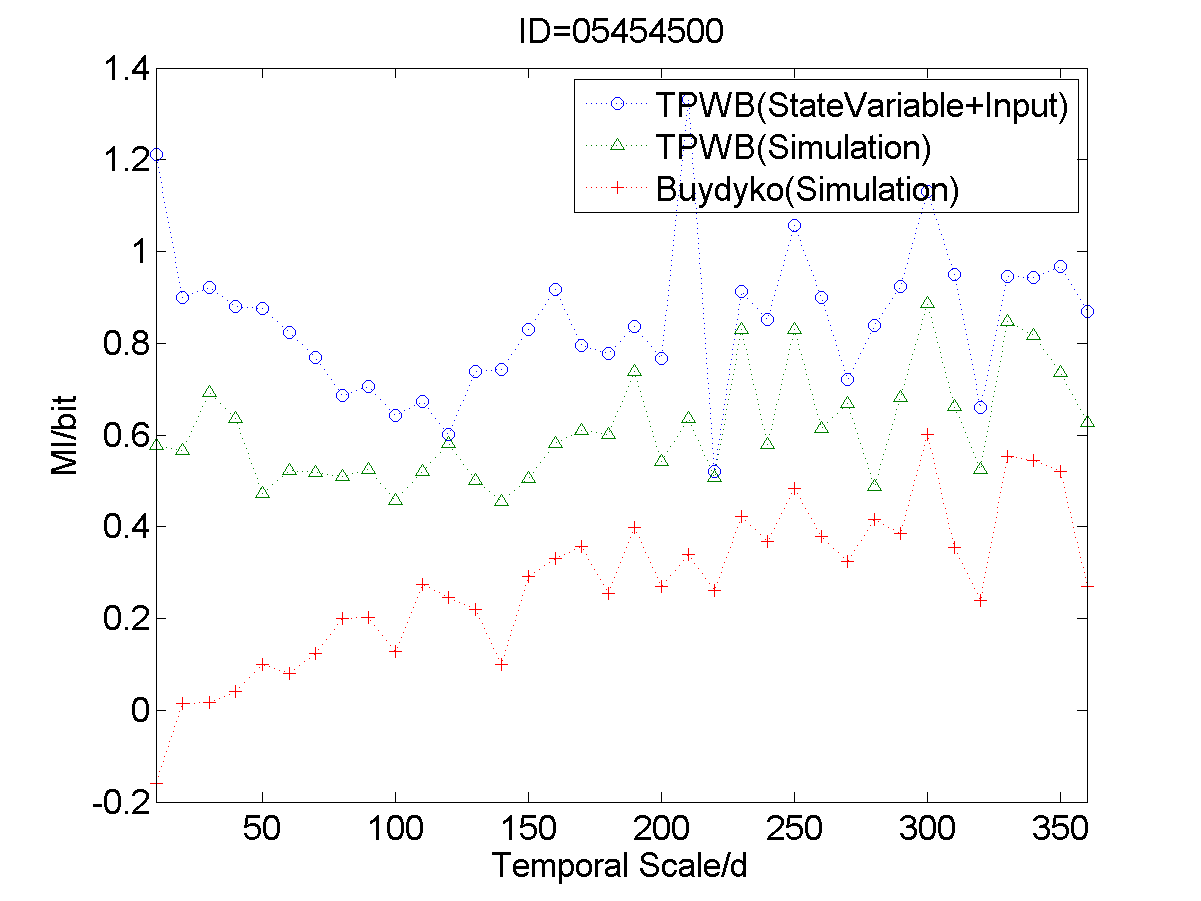 ID=05454500
1.4
1.2
1
0.8
0.6
0.4
0.2
0
-0.2
MI/bit
TPWB(StateVariable+Input)
TPWB(Simulation)
Buydyko(Simulation)
50 100 150 200 250 300 350
Temporal Scale/d